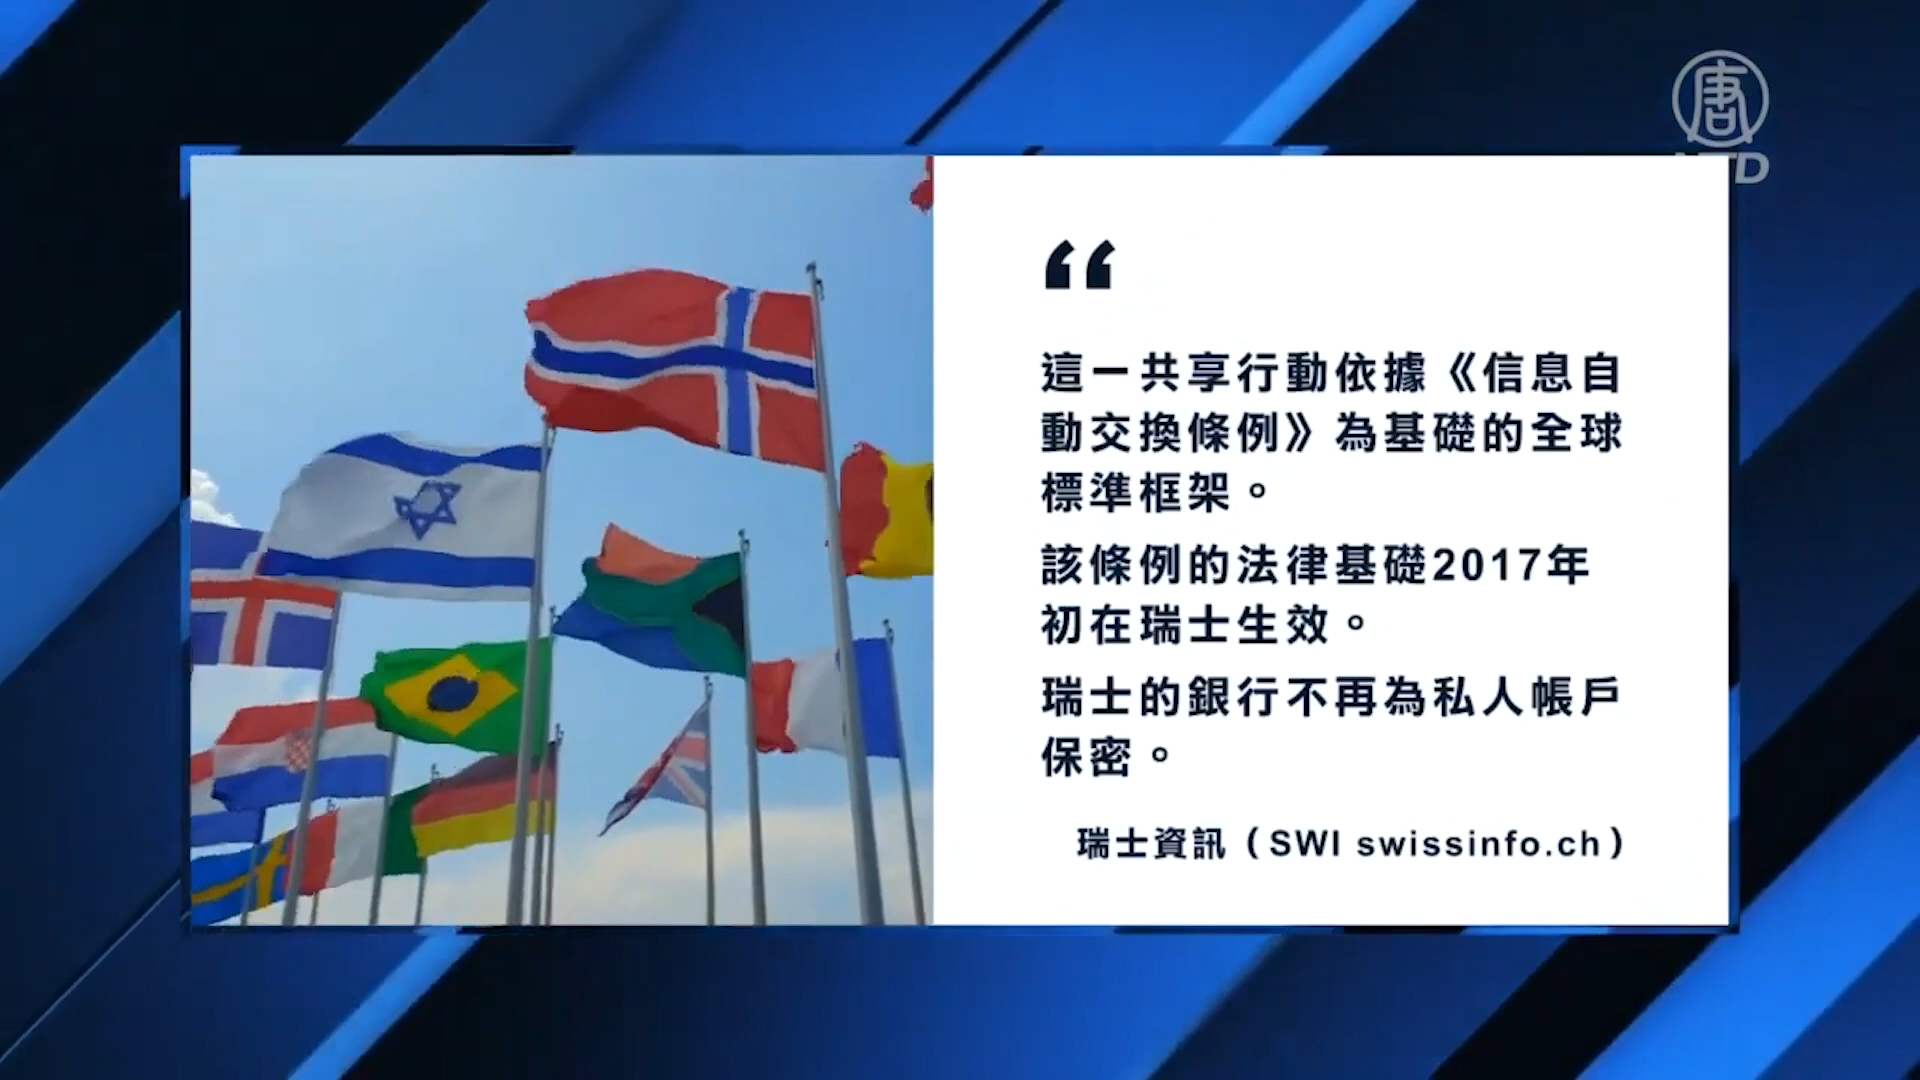 唐
NTD
“
這一共享行動依據《信息自
動交換條例》為基礎的全球
標準框架。
該條例的法律基礎2017年
初在瑞士生效。
瑞士的銀行不再為私人帳戶
保密。
瑞士資訊（SWI swissinfo.ch）